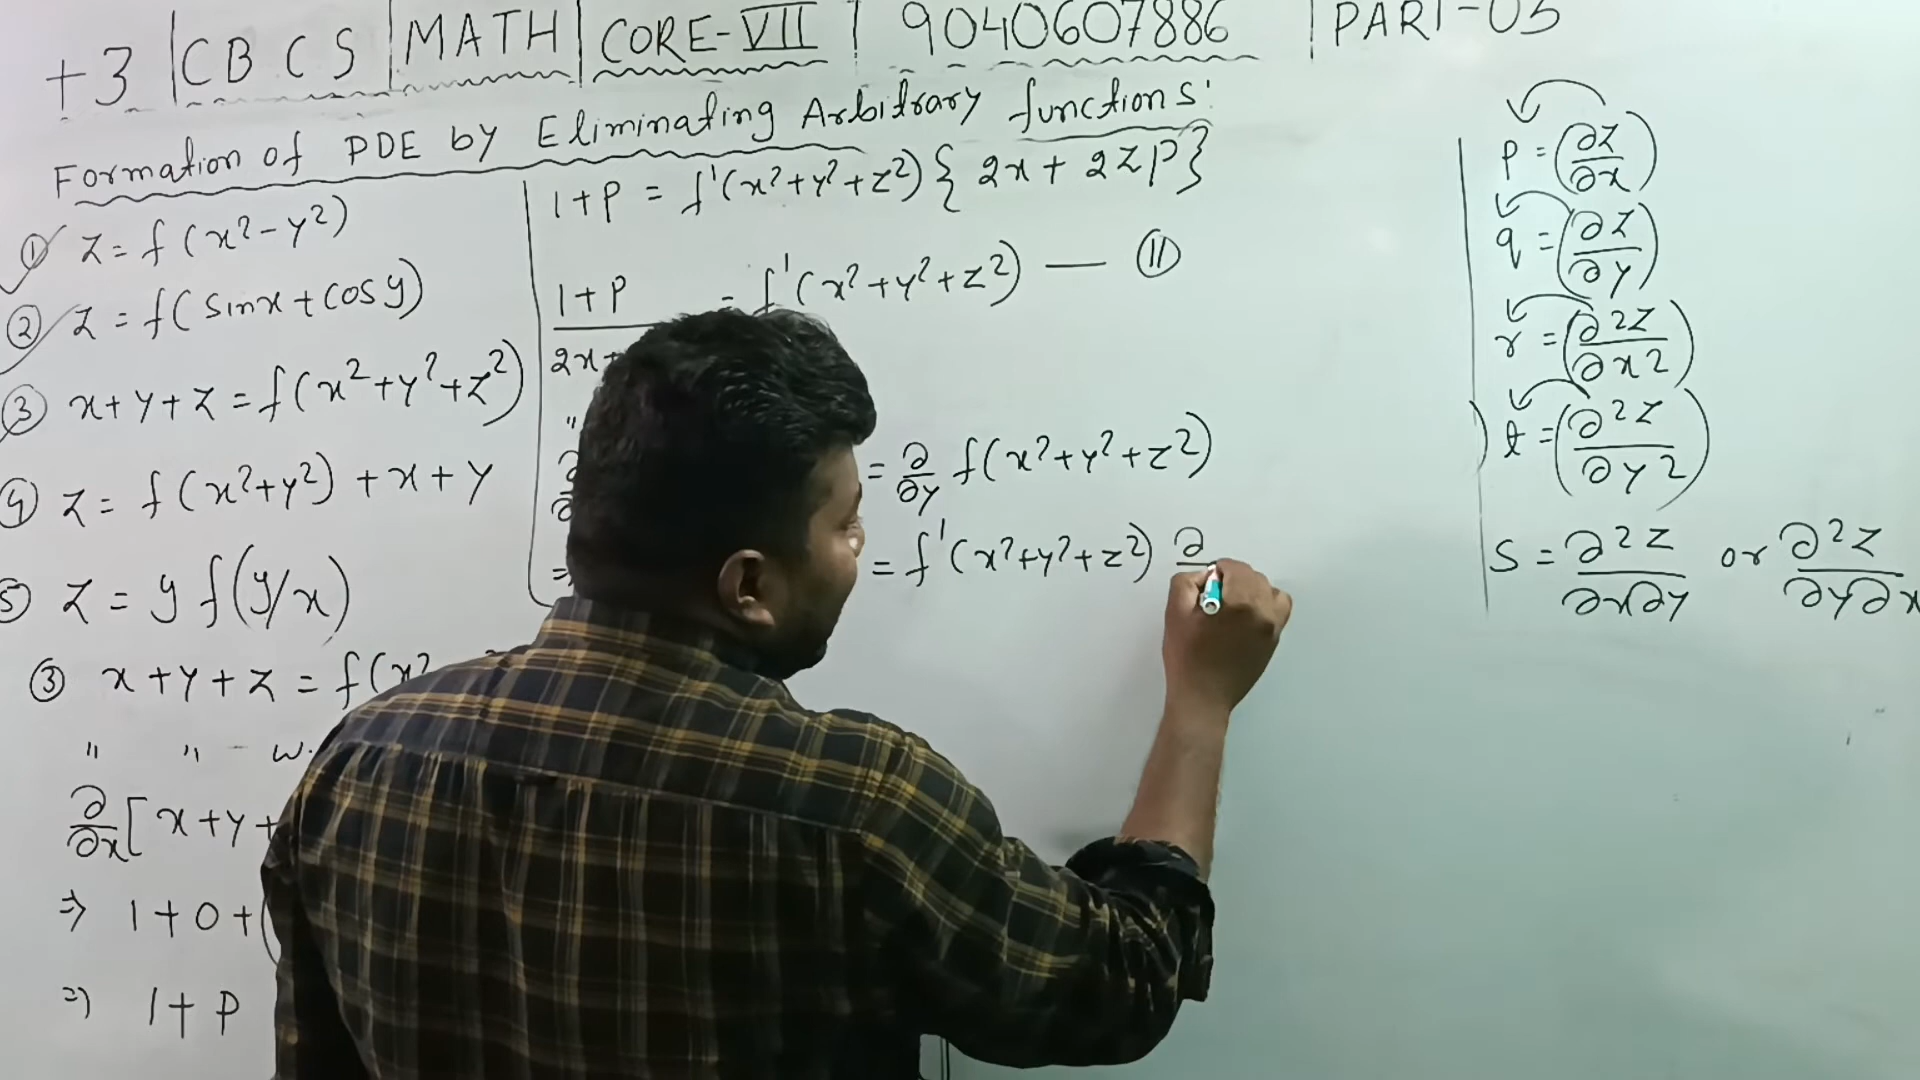 +3 | CBCS | MATH | CORE-VII | 9040607886 | PART-05
Formation of PDE by Eliminating Arbitrary functions:
① z = f(x²-y²)
② z = f(sinx + cosy)
③ x+y+z = f(x²+y²+z²)
④ z = f(x²+y²) + x + y
⑤ z = y f(y/x)
③ x+y+z = f(x²
" " - w.
∂/∂x [x+y+
⇒ 1+0+(
⇒ 1+p
1+p = f'(x²+y²+z²) { 2x + 2zp }
1+p / 2x+ = f'(x²+y²+z²) — ⑪
"
= ∂/∂y f(x²+y²+z²)
= f'(x²+y²+z²) ∂
p = (∂z/∂x)
q = (∂z/∂y)
r = (∂²z/∂x²)
t = (∂²z/∂y²)
s = ∂²z/∂x∂y or ∂²z/∂y∂x